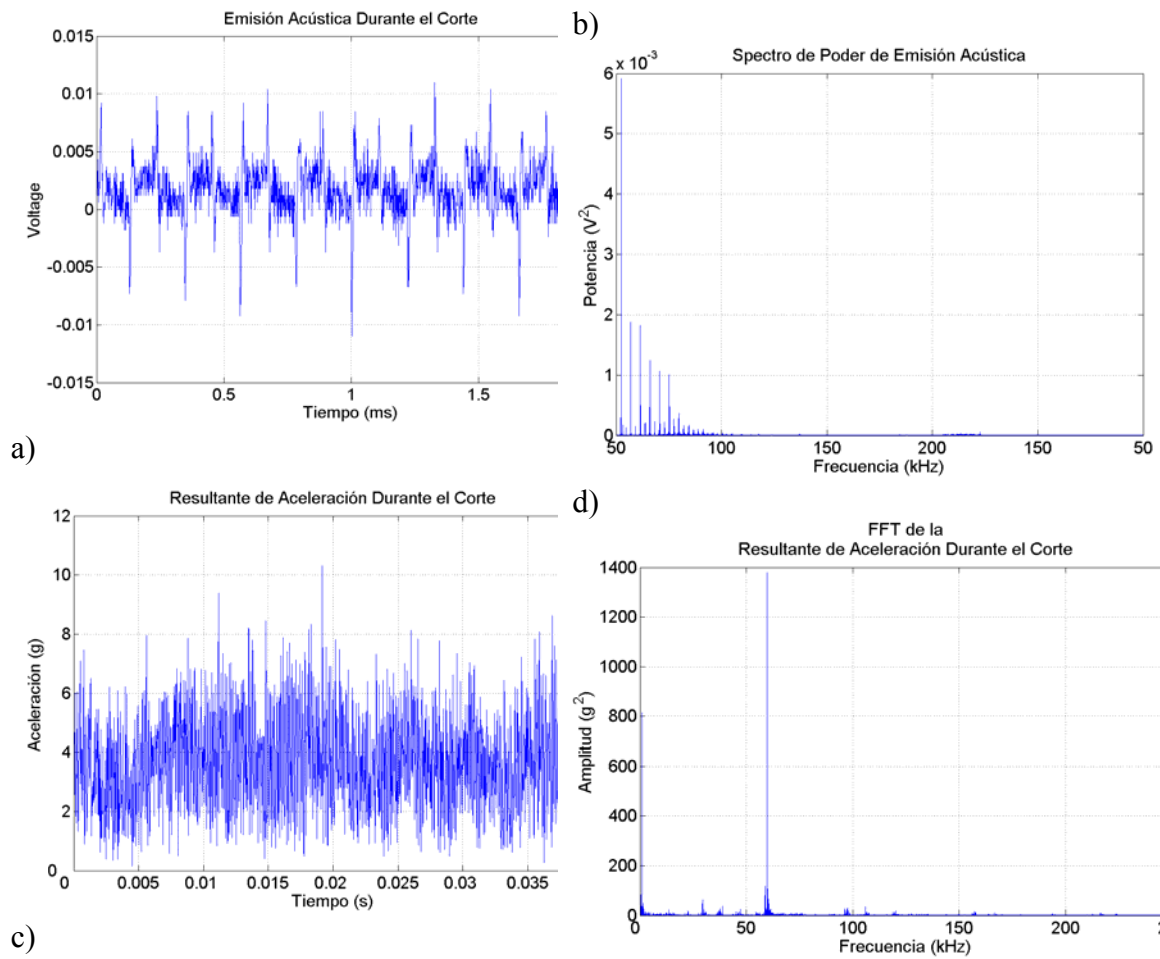 Emisión Acústica Durante el Corte
0.015
0.01
0.005
0
-0.005
-0.01
-0.015
Voltage
0 0.5 1 1.5
Tiempo (ms)
a)
b)
Spectro de Poder de Emisión Acústica
6 x 10⁻³
5
4
3
2
1
0
Potencia (V²)
50 100 150 200 150 50
Frecuencia (kHz)
Resultante de Aceleración Durante el Corte
12
10
8
6
4
2
0
Aceleración (g)
0 0.005 0.01 0.015 0.02 0.025 0.03 0.035
Tiempo (s)
c)
d)
FFT de la
Resultante de Aceleración Durante el Corte
1400
1200
1000
800
600
400
200
0
Amplitud (g²)
0 50 100 150 200 2
Frecuencia (kHz)